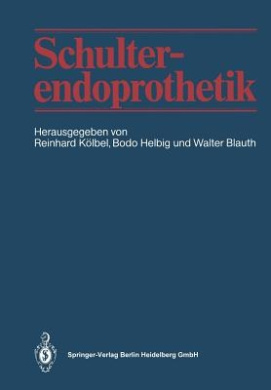 Schulter-
endoprothetik
Herausgegeben von
Reinhard Kölbel, Bodo Helbig und Walter Blauth
Springer-Verlag Berlin Heidelberg GmbH